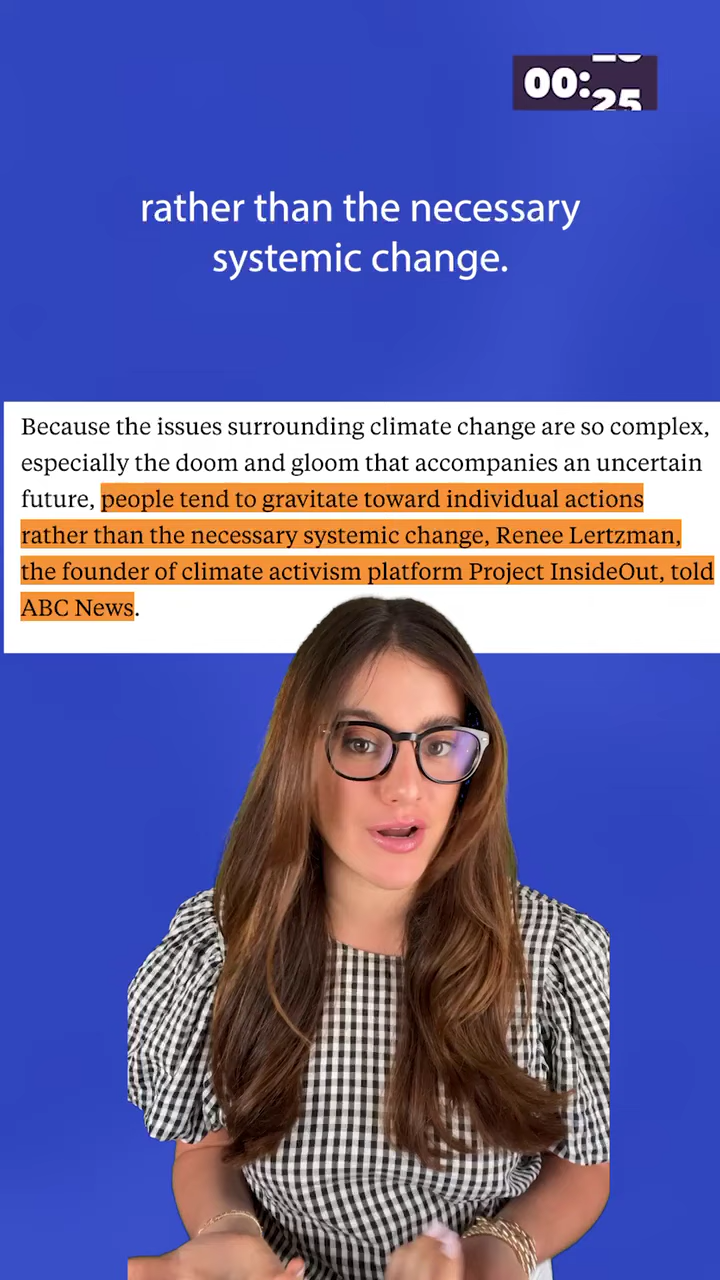 00:25
rather than the necessary
systemic change.
Because the issues surrounding climate change are so complex,
especially the doom and gloom that accompanies an uncertain
future, people tend to gravitate toward individual actions
rather than the necessary systemic change, Renee Lertzman,
the founder of climate activism platform Project InsideOut, told
ABC News.